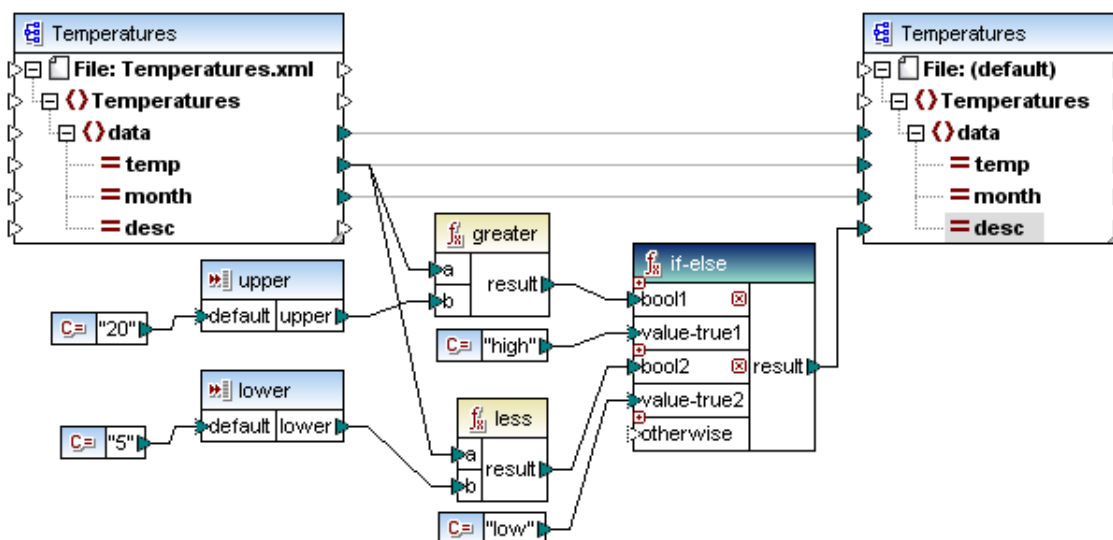 Temperatures
File: Temperatures.xml
Temperatures
data
temp
month
desc
upper
default upper
C= "20"
lower
default lower
C= "5"
greater
a
b
result
C= "high"
less
a
b
result
C= "low"
if-else
bool1
value-true1
bool2
value-true2
otherwise
result
Temperatures
File: (default)
Temperatures
data
temp
month
desc